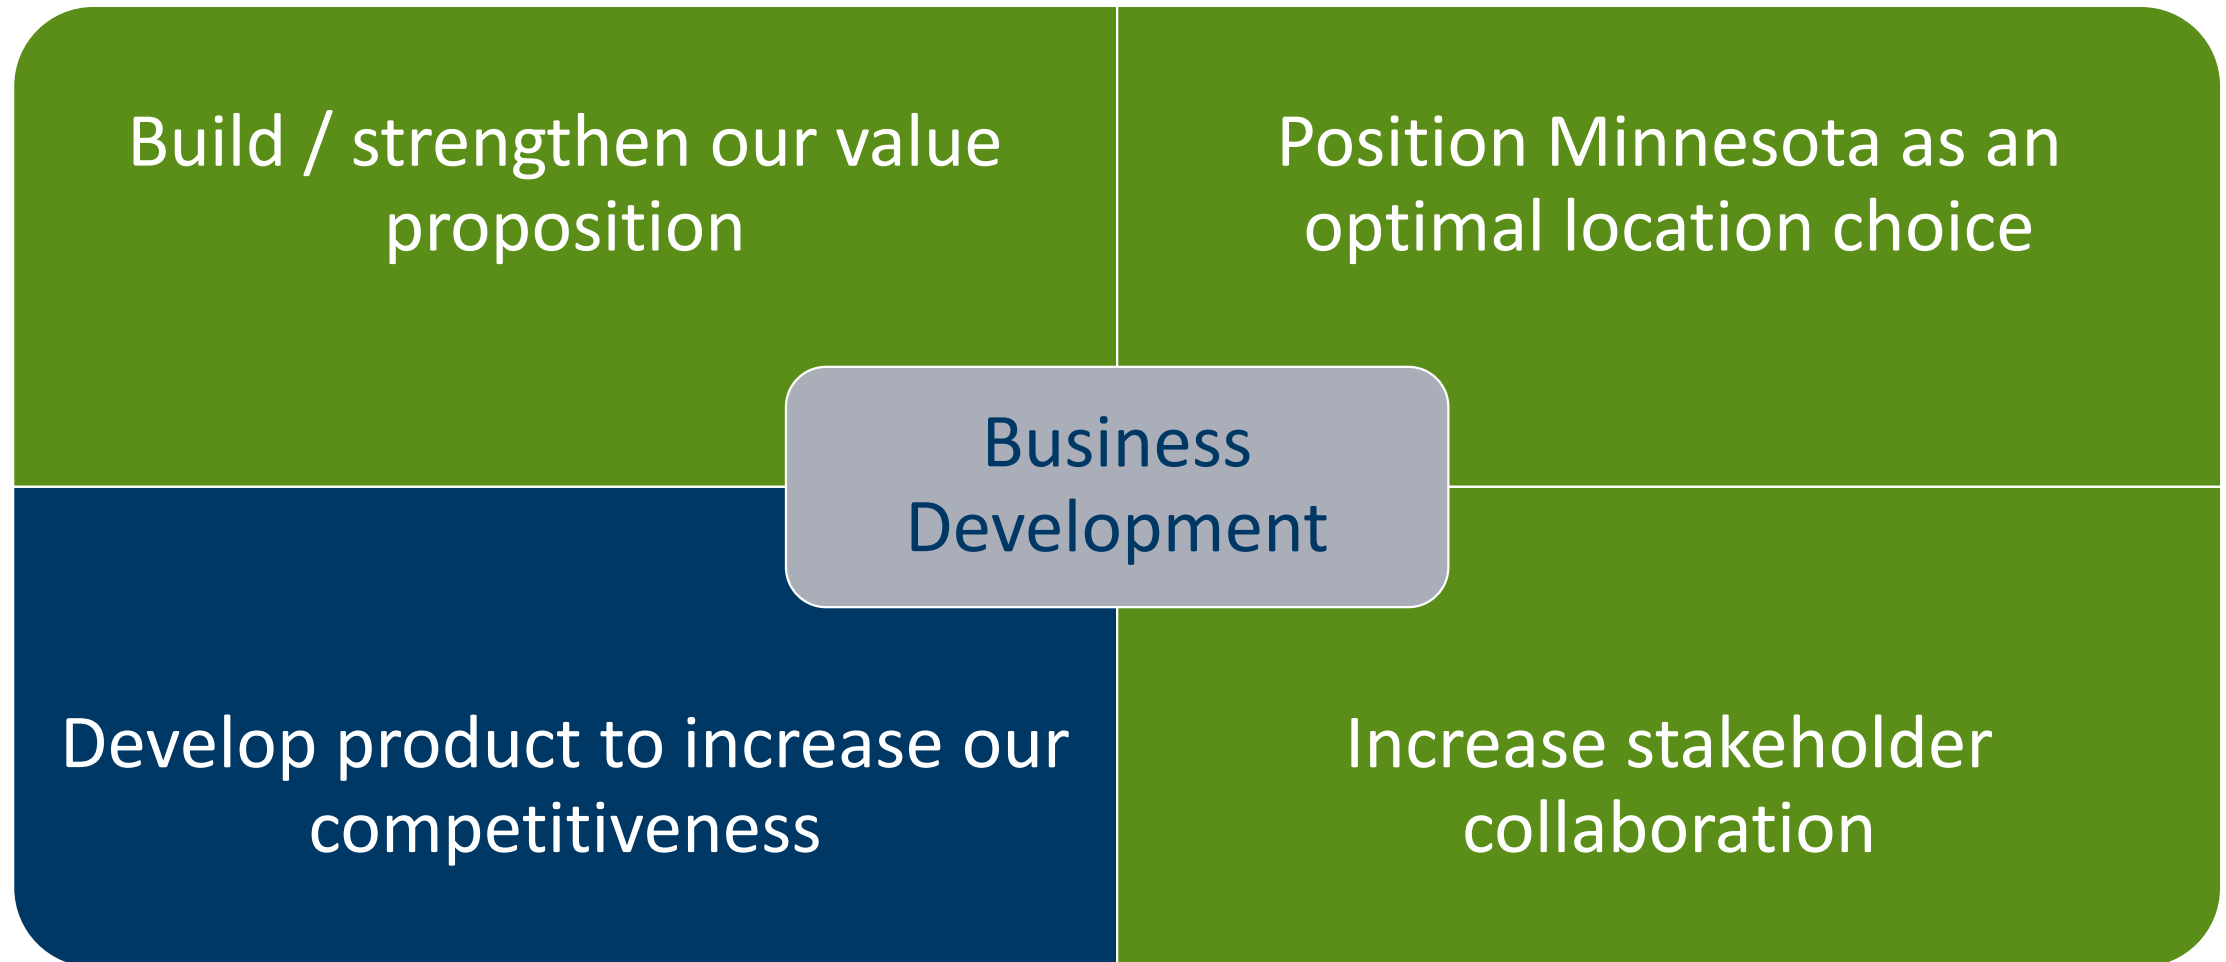 Build / strengthen our value
proposition
Position Minnesota as an
optimal location choice
Business
Development
Develop product to increase our
competitiveness
Increase stakeholder
collaboration